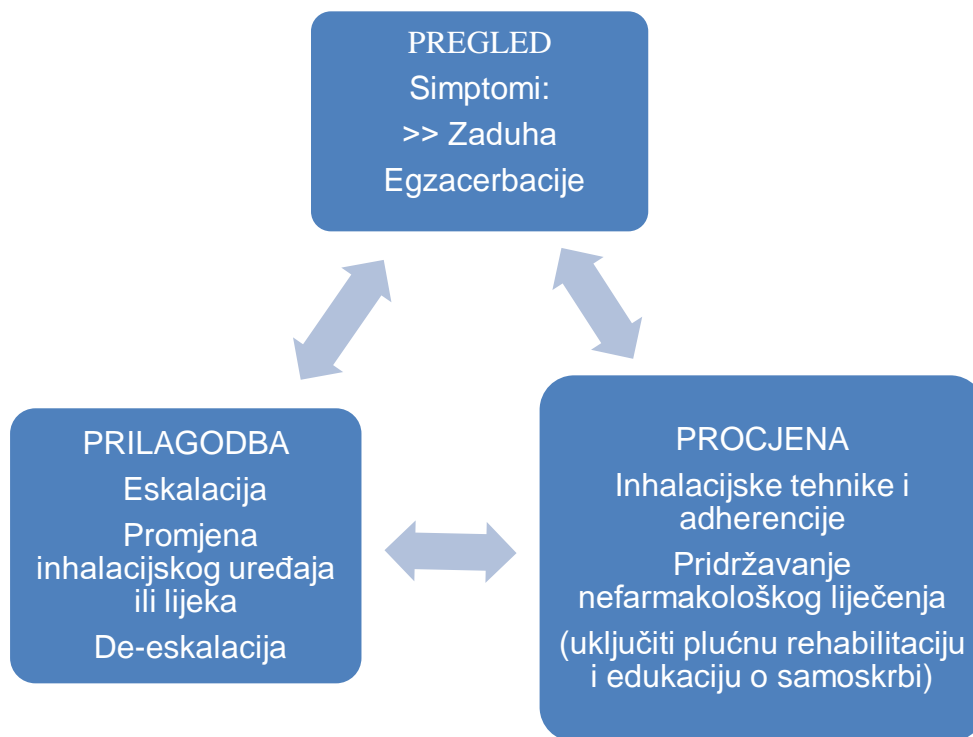 PREGLED
Simptomi:
>> Zaduha
Egzacerbacije
PRILAGODBA
Eskalacija
Promjena
inhalacijskog uređaja
ili lijeka
De-eskalacija
PROCJENA
Inhalacijske tehnike i
adherencije
Pridržavanje
nefarmakološkog liječenja
(uključiti plućnu rehabilitaciju
i edukaciju o samoskrbi)